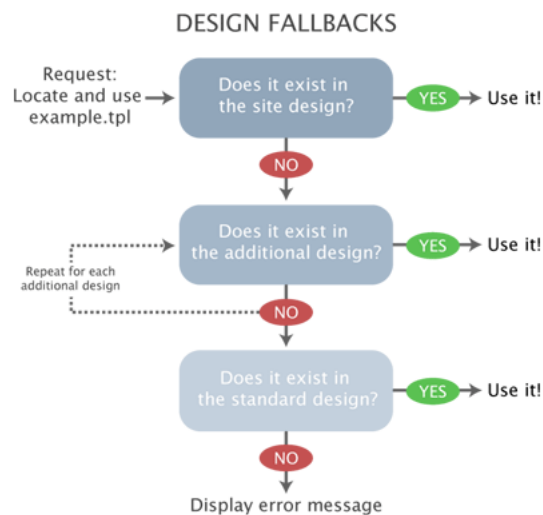 DESIGN FALLBACKS
Request:
Locate and use
example.tpl
Does it exist in
the site design?
YES
Use it!
NO
Does it exist in
the additional design?
YES
Use it!
Repeat for each
additional design
NO
Does it exist in
the standard design?
YES
Use it!
NO
Display error message